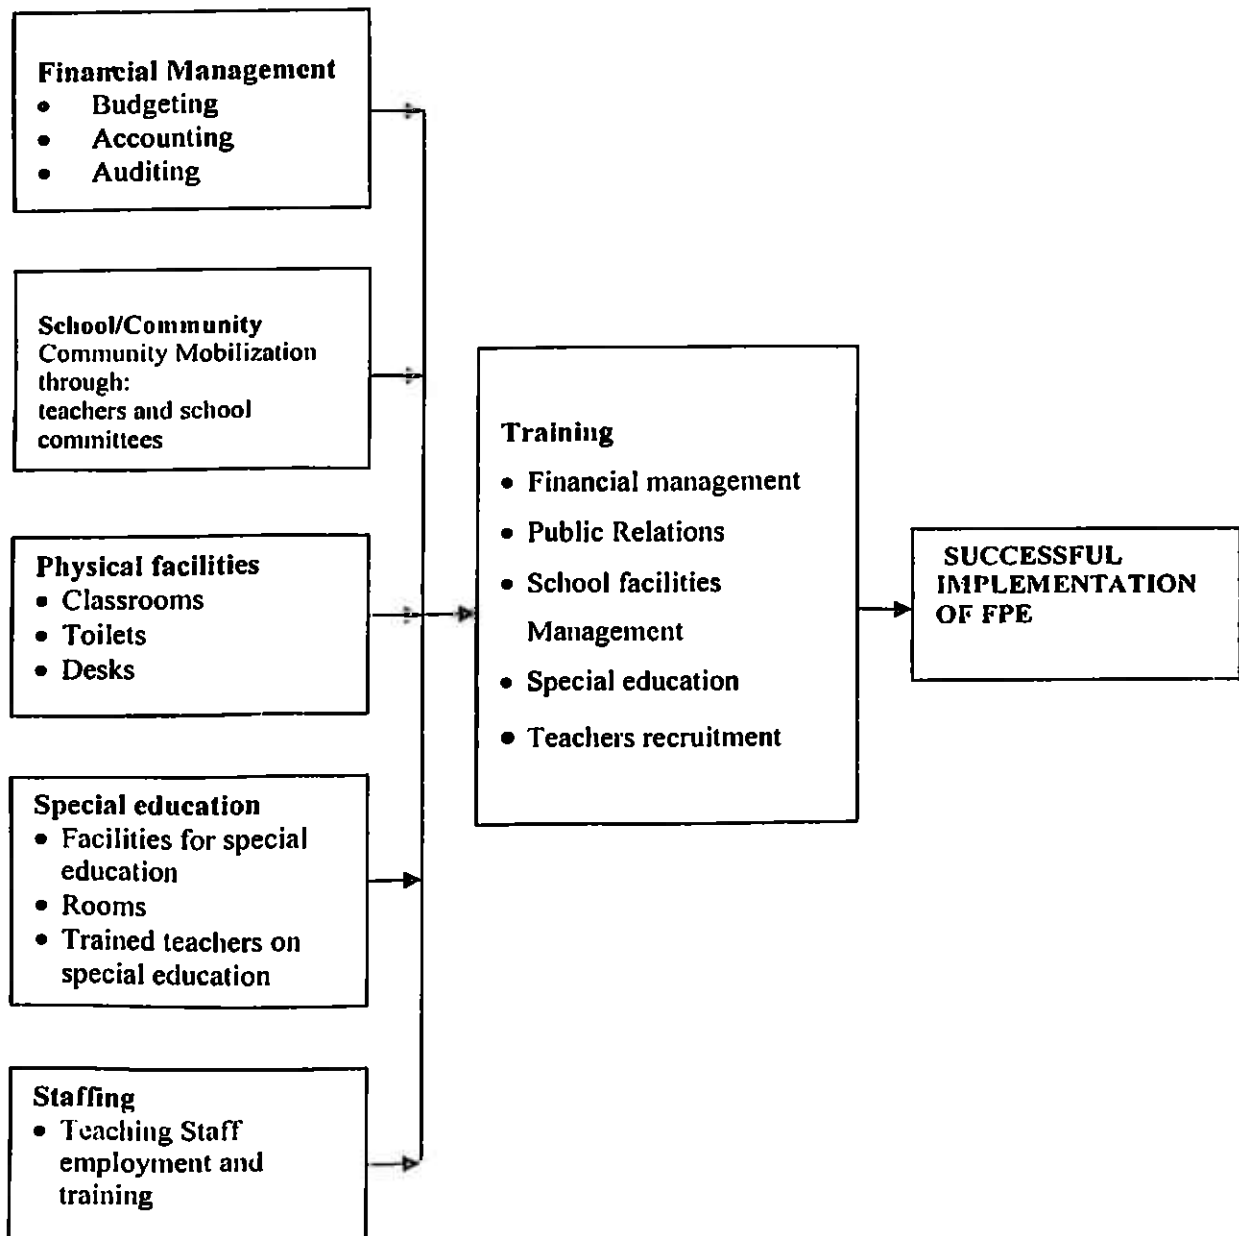 Financial Management
• Budgeting
• Accounting
• Auditing
School/Community
Community Mobilization
through:
teachers and school
committees
Physical facilities
• Classrooms
• Toilets
• Desks
Special education
• Facilities for special
education
• Rooms
• Trained teachers on
special education
Staffing
• Teaching Staff
employment and
training
Training
• Financial management
• Public Relations
• School facilities
Management
• Special education
• Teachers recruitment
SUCCESSFUL
IMPLEMENTATION
OF FPE